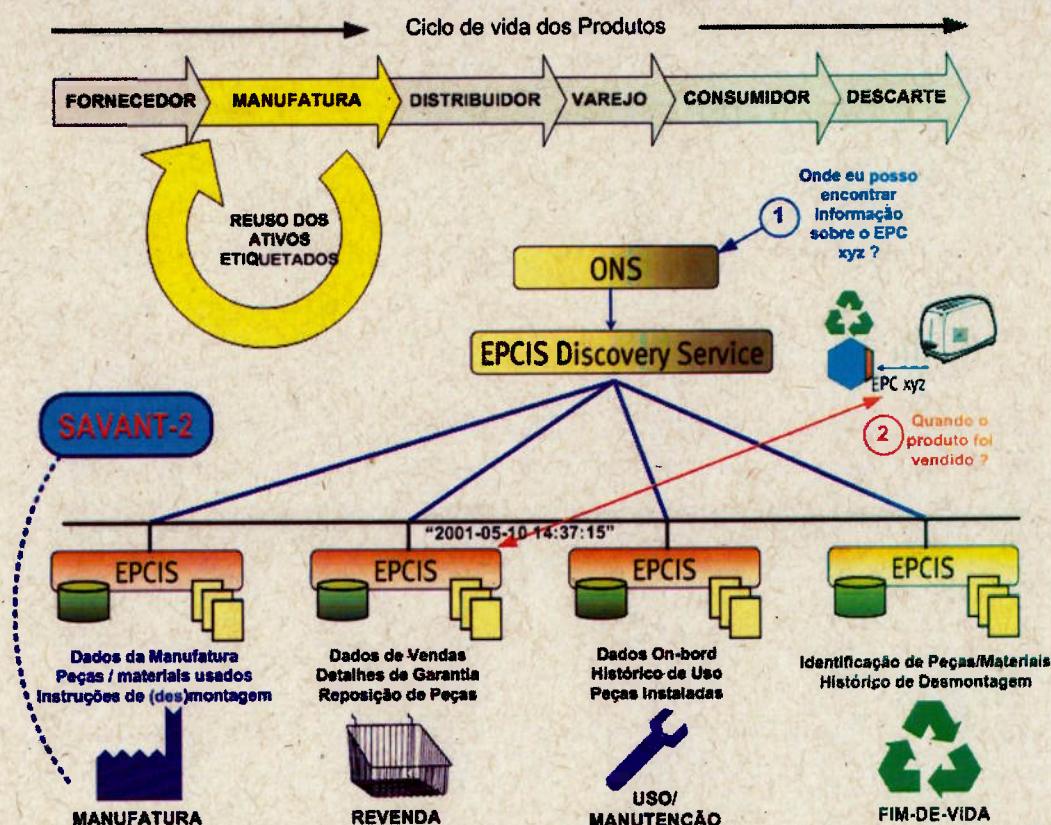 Ciclo de vida dos Produtos
FORNECEDOR
MANUFATURA
DISTRIBUIDOR
VAREJO
CONSUMIDOR
DESCARTE
REUSO DOS
ATIVOS
ETIQUETADOS
1
Onde eu posso
encontrar
informação
sobre o EPC
xyz ?
ONS
EPCIS Discovery Service
EPC xyz
2
Quando o
produto foi
vendido ?
SAVANT-2
"2001-05-10 14:37:15"
EPCIS
EPCIS
EPCIS
EPCIS
Dados da Manufatura
Peças / materiais usados
Instruções de (des)montagem
Dados de Vendas
Detalhes de Garantia
Reposição de Peças
Dados On-bord
Histórico de Uso
Peças Instaladas
Identificação de Peças/Materiais
Histórico de Desmontagem
MANUFATURA
REVENDA
USO/
MANUTENÇÃO
FIM-DE-VIDA